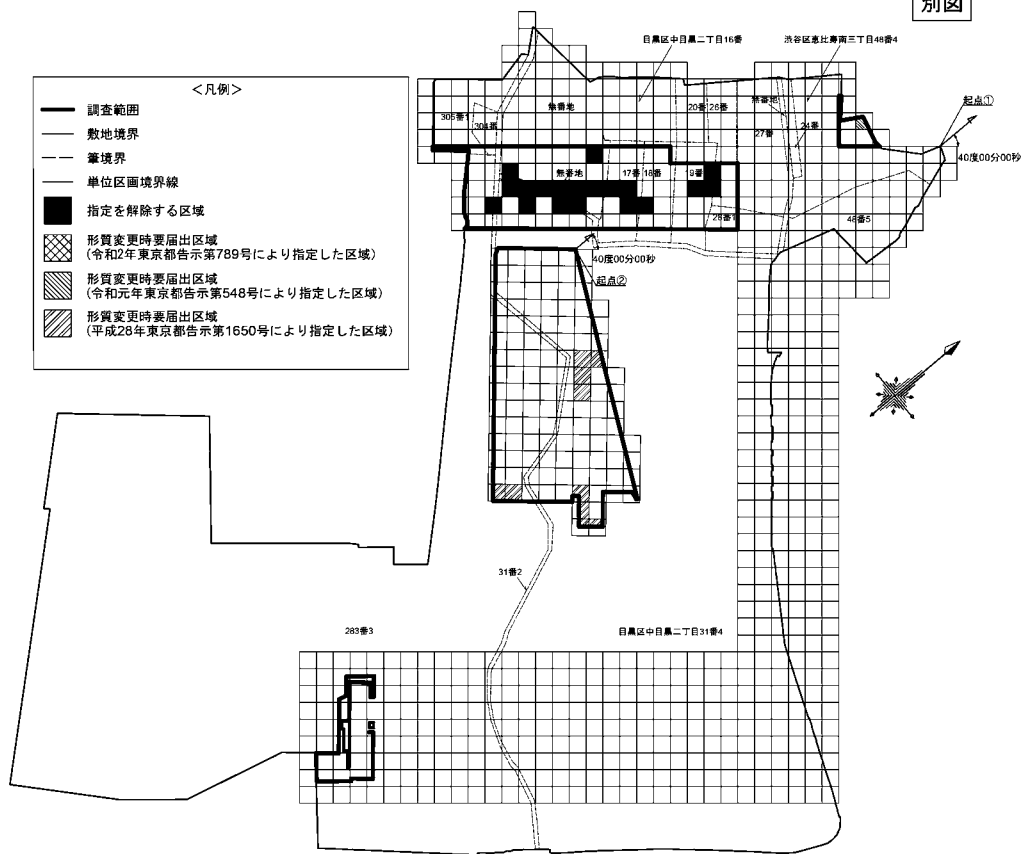 別図
<凡例>
調査範囲
敷地境界
筆境界
単位区画境界線
指定を解除する区域
形質変更時要届出区域
(令和2年東京都告示第789号により指定した区域)
形質変更時要届出区域
(令和元年東京都告示第548号により指定した区域)
形質変更時要届出区域
(平成28年東京都告示第1650号により指定した区域)
目黒区中目黒二丁目16番
渋谷区恵比寿南三丁目48番4
起点①
40度00分00秒
305番1
304番
無番地
20番
26番
無番地
27番
24番
無番地
17番
18番
19番
28番1
48番5
40度00分00秒
起点②
31番2
283番3
目黒区中目黒二丁目31番4